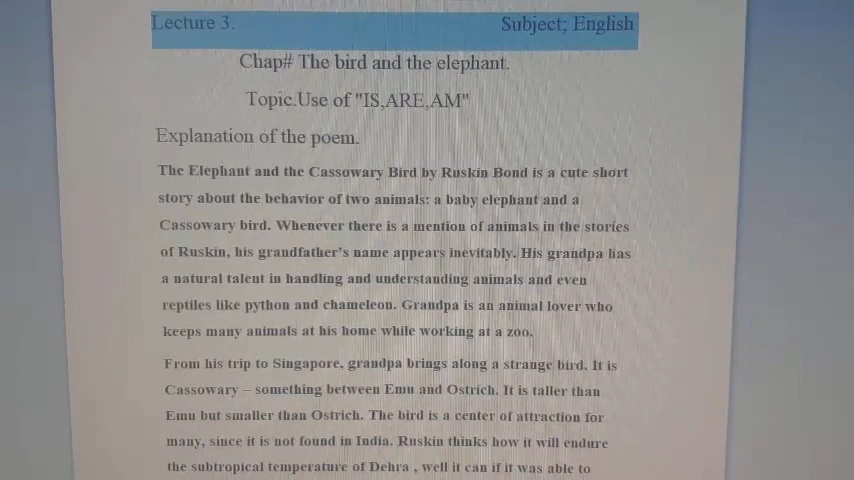 Lecture 3. Subject; English
Chap# The bird and the elephant.
Topic.Use of "IS,ARE,AM"
Explanation of the poem.
The Elephant and the Cassowary Bird by Ruskin Bond is a cute short
story about the behavior of two animals: a baby elephant and a
Cassowary bird. Whenever there is a mention of animals in the stories
of Ruskin, his grandfather's name appears inevitably. His grandpa has
a natural talent in handling and understanding animals and even
reptiles like python and chameleon. Grandpa is an animal lover who
keeps many animals at his home while working at a zoo.
From his trip to Singapore, grandpa brings along a strange bird. It is
Cassowary – something between Emu and Ostrich. It is taller than
Emu but smaller than Ostrich. The bird is a center of attraction for
many, since it is not found in India. Ruskin thinks how it will endure
the subtropical temperature of Dehra , well it can if it was able to